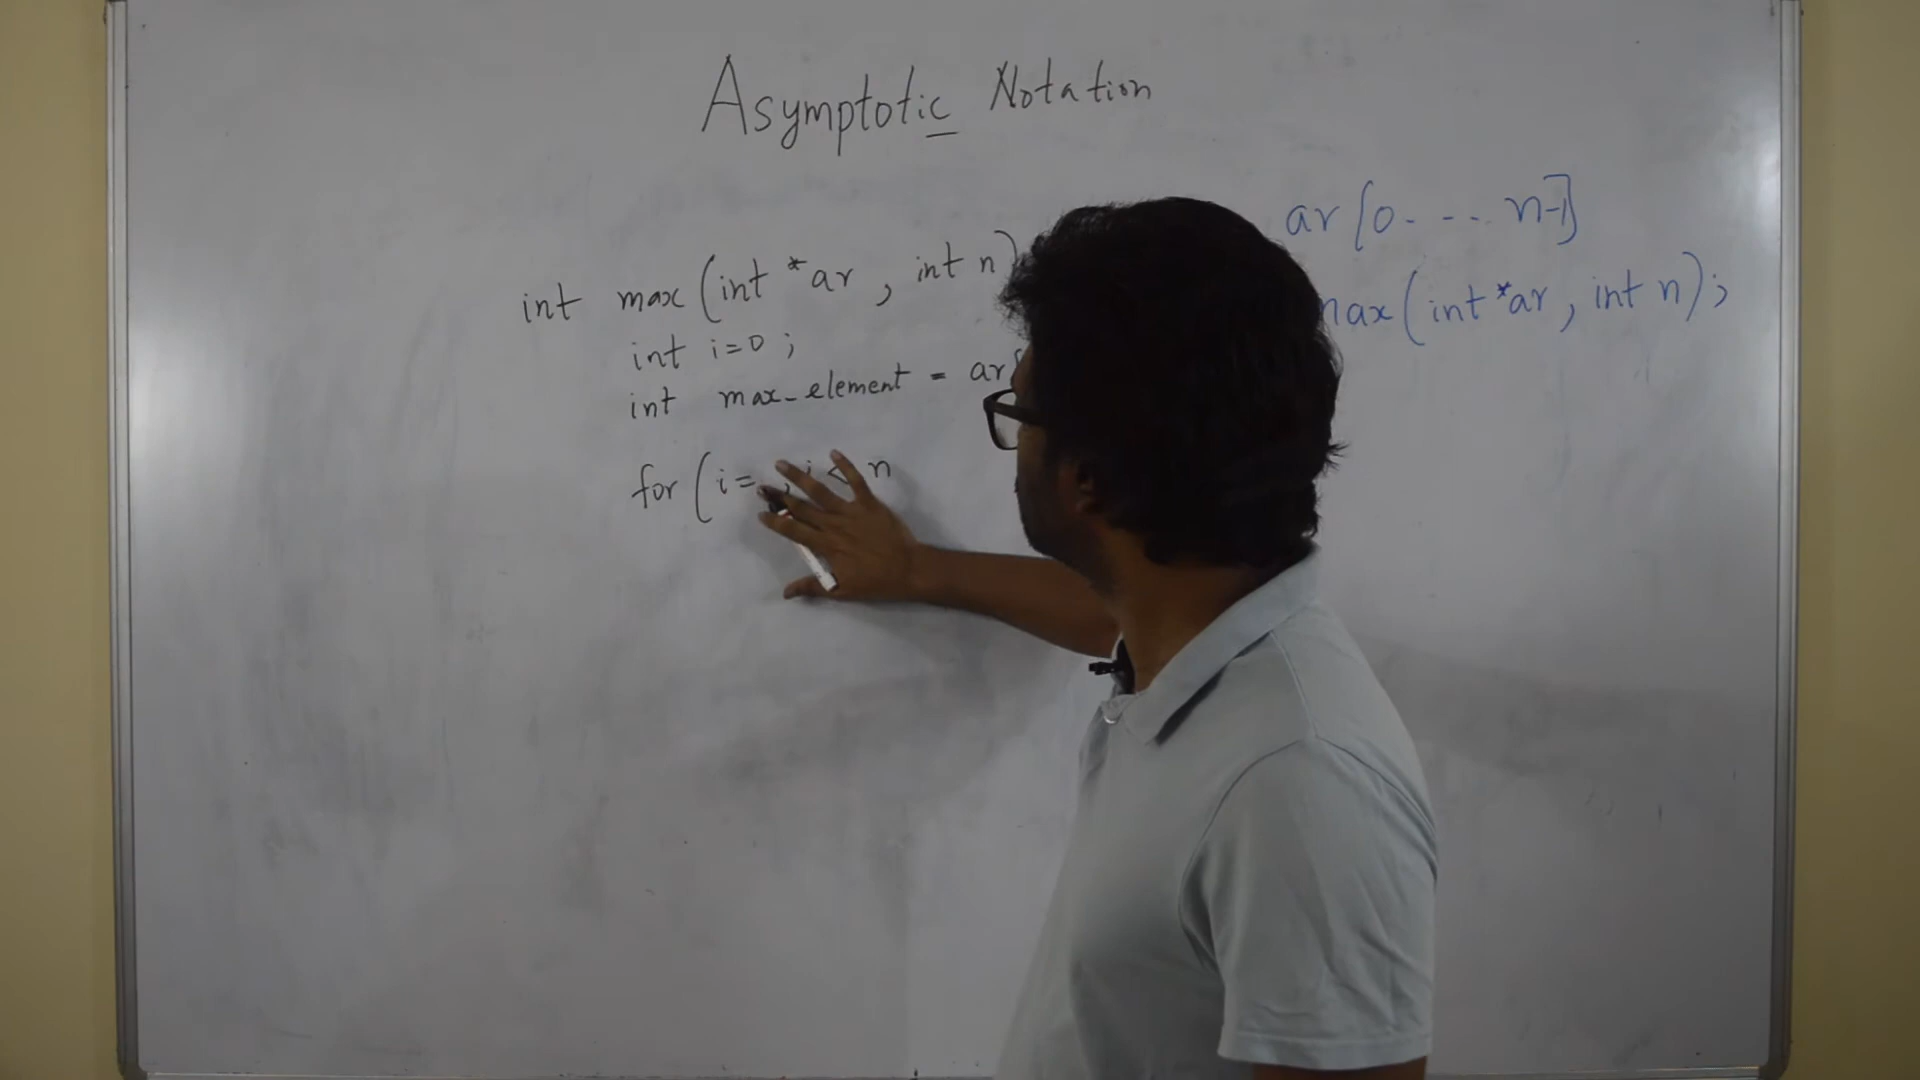 Asymptotic Notation
int max (int *ar , int n)
int i=0 ;
int max_element = ar[
for (i= ; i < n
ar [0. - - . . n-1]
max (int *ar , int n) ;